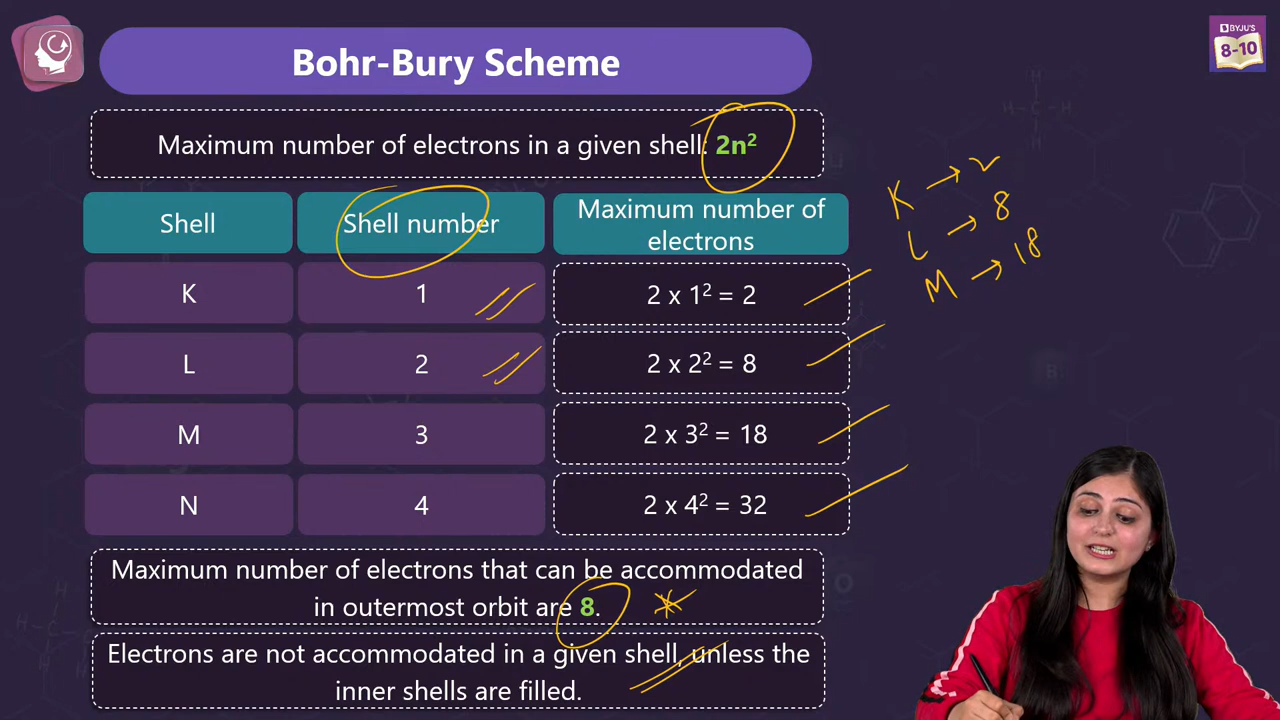 Bohr-Bury Scheme
BYJU'S
8-10
Maximum number of electrons in a given shell: 2n²
Shell
Shell number
Maximum number of
electrons
K
1
2 x 1² = 2
L
2
2 x 2² = 8
M
3
2 x 3² = 18
N
4
2 x 4² = 32
K → 2
L → 8
M → 18
Maximum number of electrons that can be accommodated
in outermost orbit are 8.
Electrons are not accommodated in a given shell, unless the
inner shells are filled.